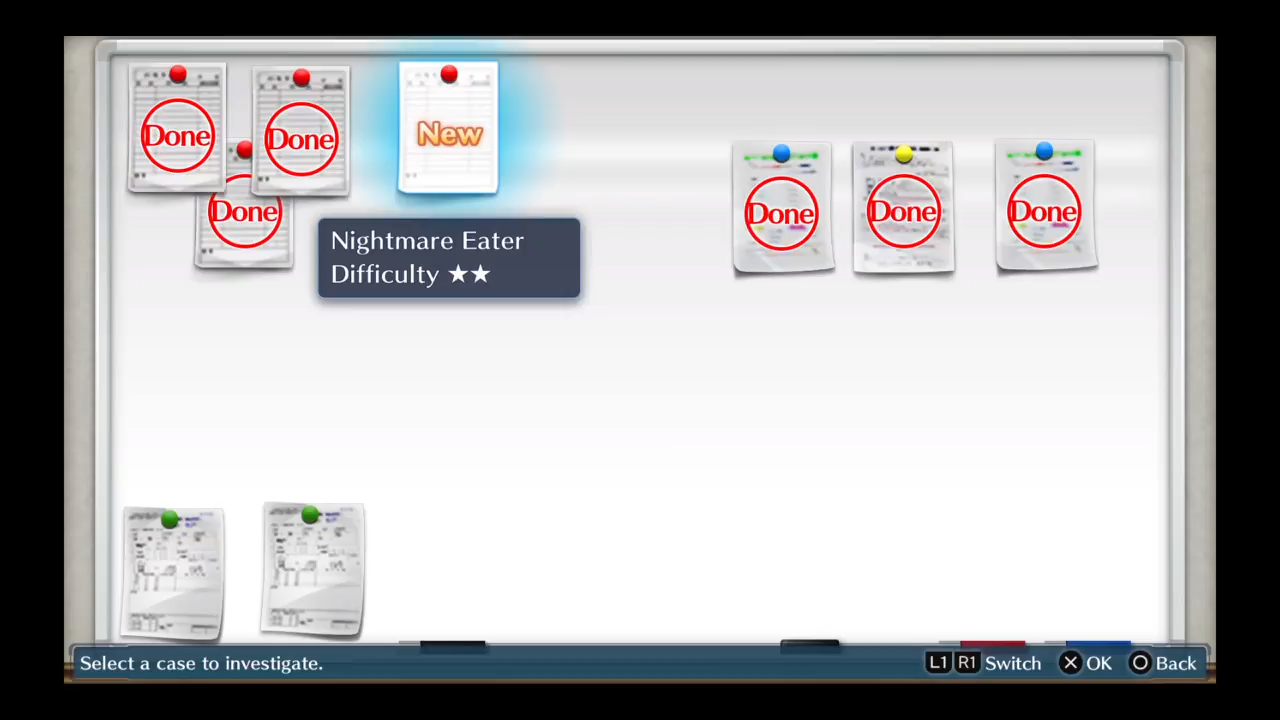 Done
Done
New
Done
Done
Done
Done
Nightmare Eater
Difficulty ★★
Select a case to investigate.
L1 R1 Switch
OK
Back